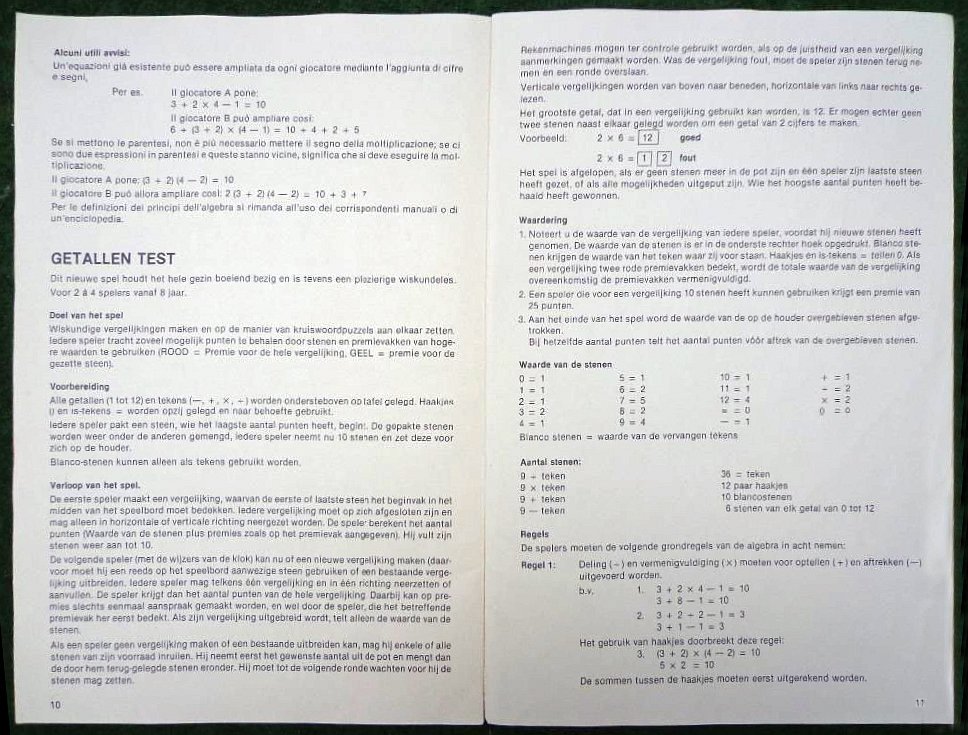 Alcuni utili avvisi:
Un'equazioni già esistente può essere ampliata da ogni giocatore mediante l'aggiunta di cifre
e segni,
Per es. Il giocatore A pone:
3 + 2 × 4 — 1 = 10
Il giocatore B può ampliare così:
6 + (3 + 2) × (4 — 1) = 10 + 4 + 2 + 5
Se si mettono le parentesi, non è più necessario mettere il segno della moltiplicazione; se ci
sono due espressioni in parentesi e queste stanno vicine, significa che si deve eseguire la mol-
tiplicazione.
Il giocatore A pone: (3 + 2) (4 — 2) = 10
Il giocatore B può allora ampliare così: 2 (3 + 2) (4 — 2) = 10 + 3 + 7
Per le definizioni dei principi dell'algebra si rimanda all'uso dei corrispondenti manuali o di
un'enciclopedia.
GETALLEN TEST
Dit nieuwe spel houdt het hele gezin boeiend bezig en is tevens een plezierige wiskundeles.
Voor 2 à 4 spelers vanaf 8 jaar.
Doel van het spel
Wiskundige vergelijkingen maken en op de manier van kruiswoordpuzzels aan elkaar zetten.
Iedere speler tracht zoveel mogelijk punten te behalen door stenen en premievakken van hoge-
re waarden te gebruiken (ROOD = Premie voor de hele vergelijking, GEEL = premie voor de
gezette steen).
Voorbereiding
Alle getallen (1 tot 12) en tekens (—, +, ×, ÷) worden ondersteboven op tafel gelegd. Haakjes
() en is-tekens = worden opzij gelegd en naar behoefte gebruikt.
Iedere speler pakt een steen, wie het laagste aantal punten heeft, begint. De gepakte stenen
worden weer onder de anderen gemengd, iedere speler neemt nu 10 stenen en zet deze voor
zich op de houder.
Blanco-stenen kunnen alleen als tekens gebruikt worden.
Verloop van het spel.
De eerste speler maakt een vergelijking, waarvan de eerste of laatste steen het beginvak in het
midden van het speelbord moet bedekken. Iedere vergelijking moet op zich afgesloten zijn en
mag alleen in horizontale of verticale richting neergezet worden. De speler berekent het aantal
punten (Waarde van de stenen plus premies zoals op het premievak aangegeven). Hij vult zijn
stenen weer aan tot 10.
De volgende speler (met de wijzers van de klok) kan nu of een nieuwe vergelijking maken (daar-
voor moet hij een reeds op het speelbord aanwezige steen gebruiken of een bestaande verge-
lijking uitbreiden. Iedere speler mag telkens één vergelijking en in één richting neerzetten of
aanvullen. De speler krijgt dan het aantal punten van de hele vergelijking. Daarbij kan op pre-
mies slechts eenmaal aanspraak gemaakt worden, en wel door de speler, die het betreffende
premievak her eerst bedekt. Als zijn vergelijking uitgebreid wordt, telt alleen de waarde van de
stenen.
Als een speler geen vergelijking maken of een bestaande uitbreiden kan, mag hij enkele of alle
stenen van zijn voorraad inruilen. Hij neemt eerst het gewenste aantal uit de pot en mengt dan
de door hem terug-gelegde stenen eronder. Hij moet tot de volgende ronde wachten voor hij de
stenen mag zetten.
10
Rekenmachines mogen ter controle gebruikt worden, als op de juistheid van een vergelijking
aanmerkingen gemaakt worden. Was de vergelijking fout, moet de speler zijn stenen terug ne-
men en een ronde overslaan.
Verticale vergelijkingen worden van boven naar beneden, horizontale van links naar rechts ge-
lezen.
Het grootste getal, dat in een vergelijking gebruikt kan worden, is 12. Er mogen echter geen
twee stenen naast elkaar gelegd worden om een getal van 2 cijfers te maken.
Voorbeeld: 2 × 6 = 12 goed
2 × 6 = 1 2 fout
Het spel is afgelopen, als er geen stenen meer in de pot zijn en één speler zijn laatste steen
heeft gezet, of als alle mogelijkheden uitgeput zijn. Wie het hoogste aantal punten heeft be-
haald heeft gewonnen.
Waardering
1. Noteert u de waarde van de vergelijking van iedere speler, voordat hij nieuwe stenen heeft
genomen. De waarde van de stenen is er in de onderste rechter hoek opgedrukt. Blanco ste-
nen krijgen de waarde van het teken waar zij voor staan. Haakjes en is-tekens = tellen 0. Als
een vergelijking twee rode premievakken bedekt, wordt de totale waarde van de vergelijking
overeenkomstig de premievakken vermenigvuldigd.
2. Een speler die voor een vergelijking 10 stenen heeft kunnen gebruiken krijgt een premie van
25 punten.
3. Aan het einde van het spel word de waarde van de op de houder overgebleven stenen afge-
trokken.
Bij hetzelfde aantal punten telt het aantal punten vóór aftrek van de overgebleven stenen.
Waarde van de stenen
0 = 1 5 = 1 10 = 1 + = 1
1 = 1 6 = 2 11 = 1 ÷ = 2
2 = 1 7 = 5 12 = 4 × = 2
3 = 2 8 = 2 = = 0 () = 0
4 = 1 9 = 4 — = 1
Blanco stenen = waarde van de vervangen tekens
Aantal stenen:
9 ÷ teken 36 = teken
9 × teken 12 paar haakjes
9 + teken 10 blancostenen
9 — teken 6 stenen van elk getal van 0 tot 12
Regels
De spelers moeten de volgende grondregels van de algebra in acht nemen:
Regel 1: Deling (÷) en vermenigvuldiging (×) moeten voor optellen (+) en aftrekken (—)
uitgevoerd worden.
b.v. 1. 3 + 2 × 4 — 1 = 10
3 + 8 — 1 = 10
2. 3 + 2 ÷ 2 — 1 = 3
3 + 1 — 1 = 3
Het gebruik van haakjes doorbreekt deze regel:
3. (3 + 2) × (4 — 2) = 10
5 × 2 = 10
De sommen tussen de haakjes moeten eerst uitgerekend worden.
11